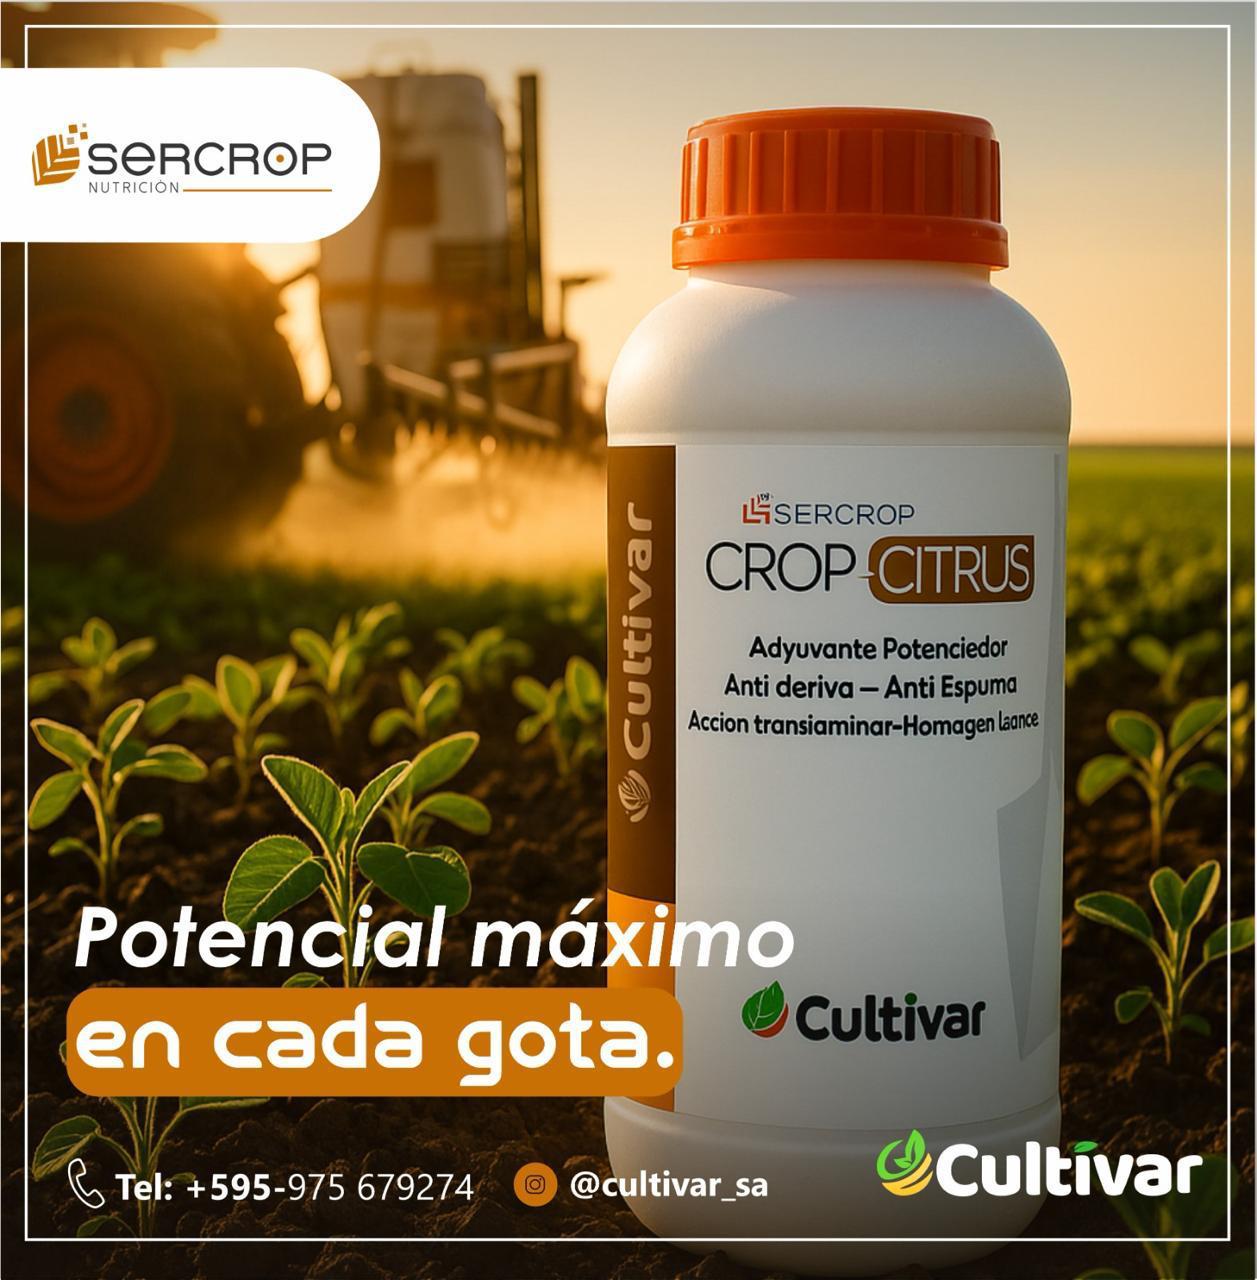 SERCROP
NUTRICIÓN
Cultivar
SERCROP
CROP-CITRUS
Adyuvante Potenciedor
Anti deriva – Anti Espuma
Accion transiaminar-Homagen laance
Cultivar
Potencial máximo
en cada gota.
Tel: +595-975 679274
@cultivar_sa
Cultivar